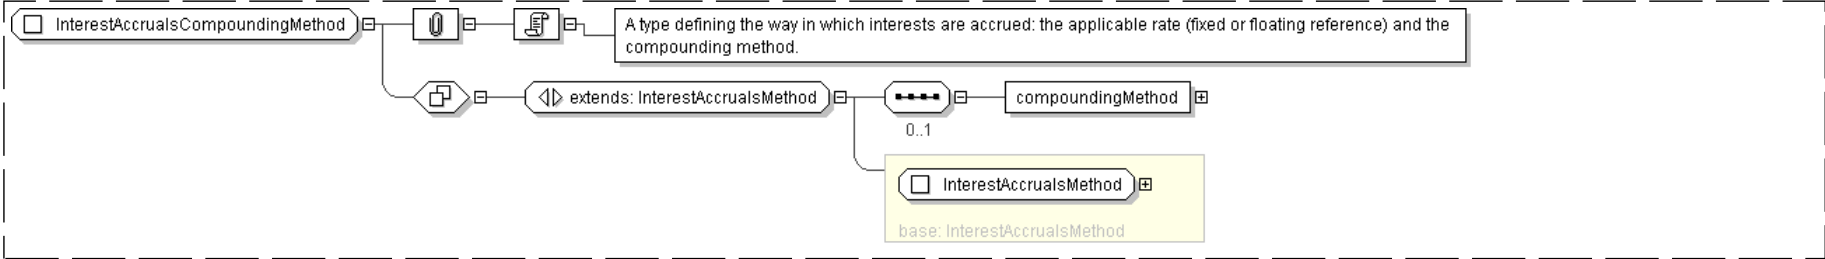 InterestAccrualsCompoundingMethod
A type defining the way in which interests are accrued: the applicable rate (fixed or floating reference) and the
compounding method.
extends: InterestAccrualsMethod
compoundingMethod
0..1
InterestAccrualsMethod
base: InterestAccrualsMethod